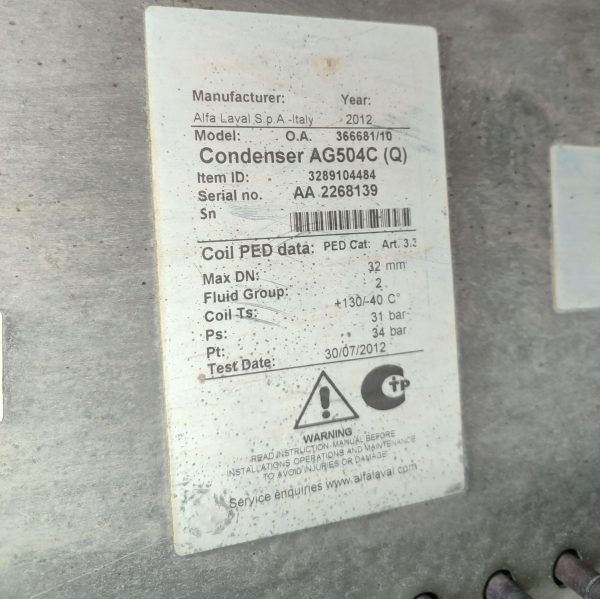 Manufacturer: Year:
Alfa Laval S.p.A.-Italy 2012
Model: O.A. 366681/10
Condenser AG504C (Q)
Item ID: 3289104484
Serial no. AA 2268139
Sn
Coil PED data: PED Cat: Art. 3.3
Max DN: 32 mm
Fluid Group: 2
Coil Ts: +130/-40 C°
Ps: 31 bar
Pt: 34 bar
Test Date: 30/07/2012
WARNING
READ INSTRUCTION-MANUAL BEFORE
INSTALLATIONS OPERATIONS AND MAINTENANCE
TO AVOID INJURIES OR DAMAGE
Service enquiries www.alfalaval.com